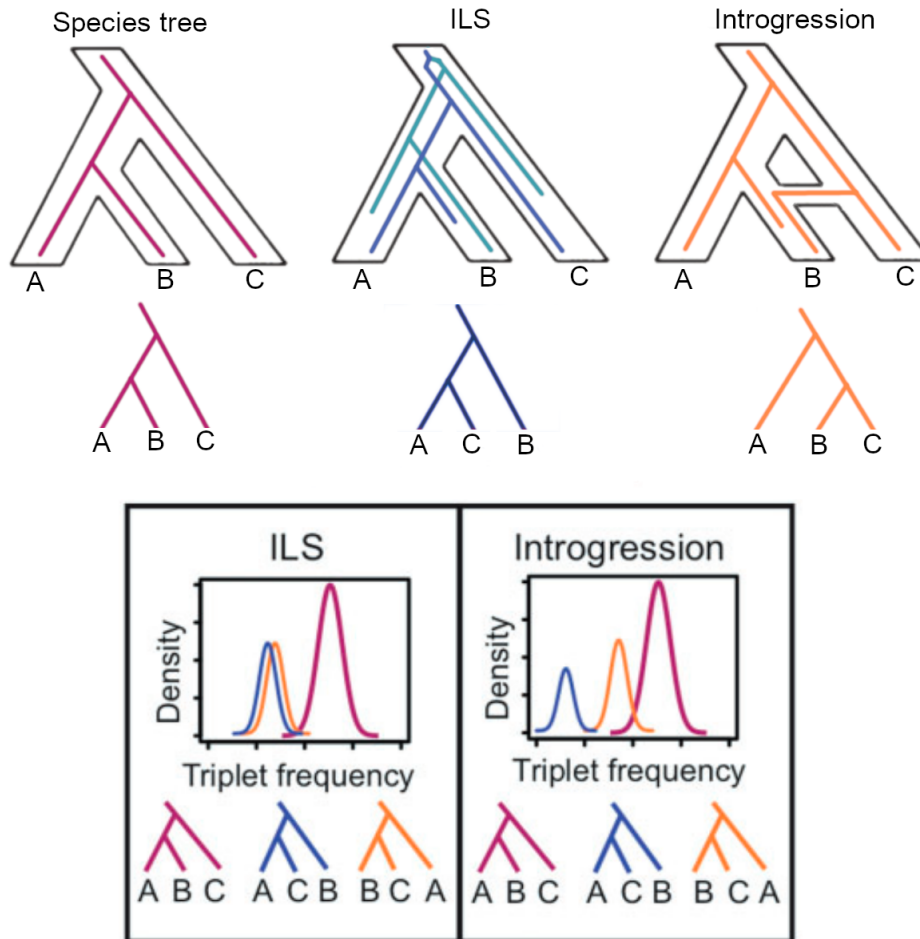 Species tree ILS Introgression
A B C A B C A B C
A B C A C B A B C
ILS Introgression
Density Density
Triplet frequency Triplet frequency
A B C A C B B C A A B C A C B B C A